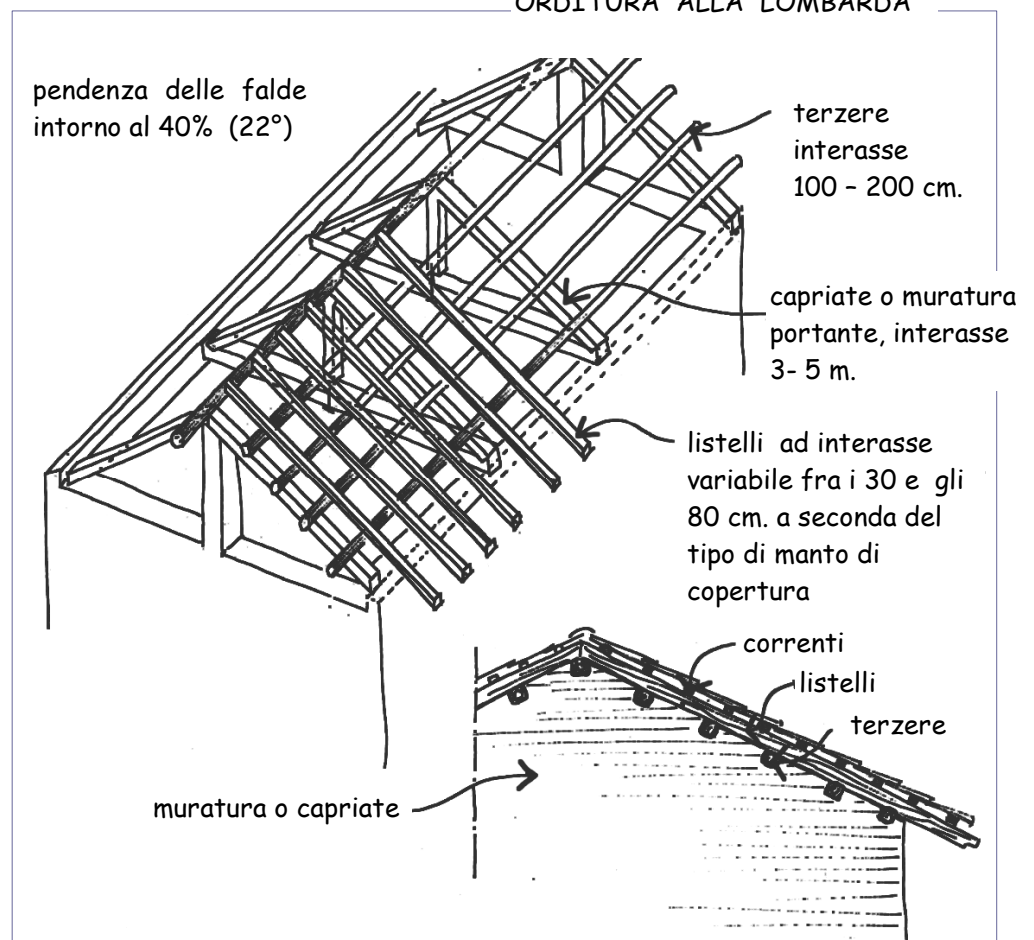 ORDITURA ALLA LOMBARDA
pendenza delle falde
intorno al 40% (22°)
terzere
interasse
100 – 200 cm.
capriate o muratura
portante, interasse
3- 5 m.
listelli ad interasse
variabile fra i 30 e gli
80 cm. a seconda del
tipo di manto di
copertura
correnti
listelli
terzere
muratura o capriate